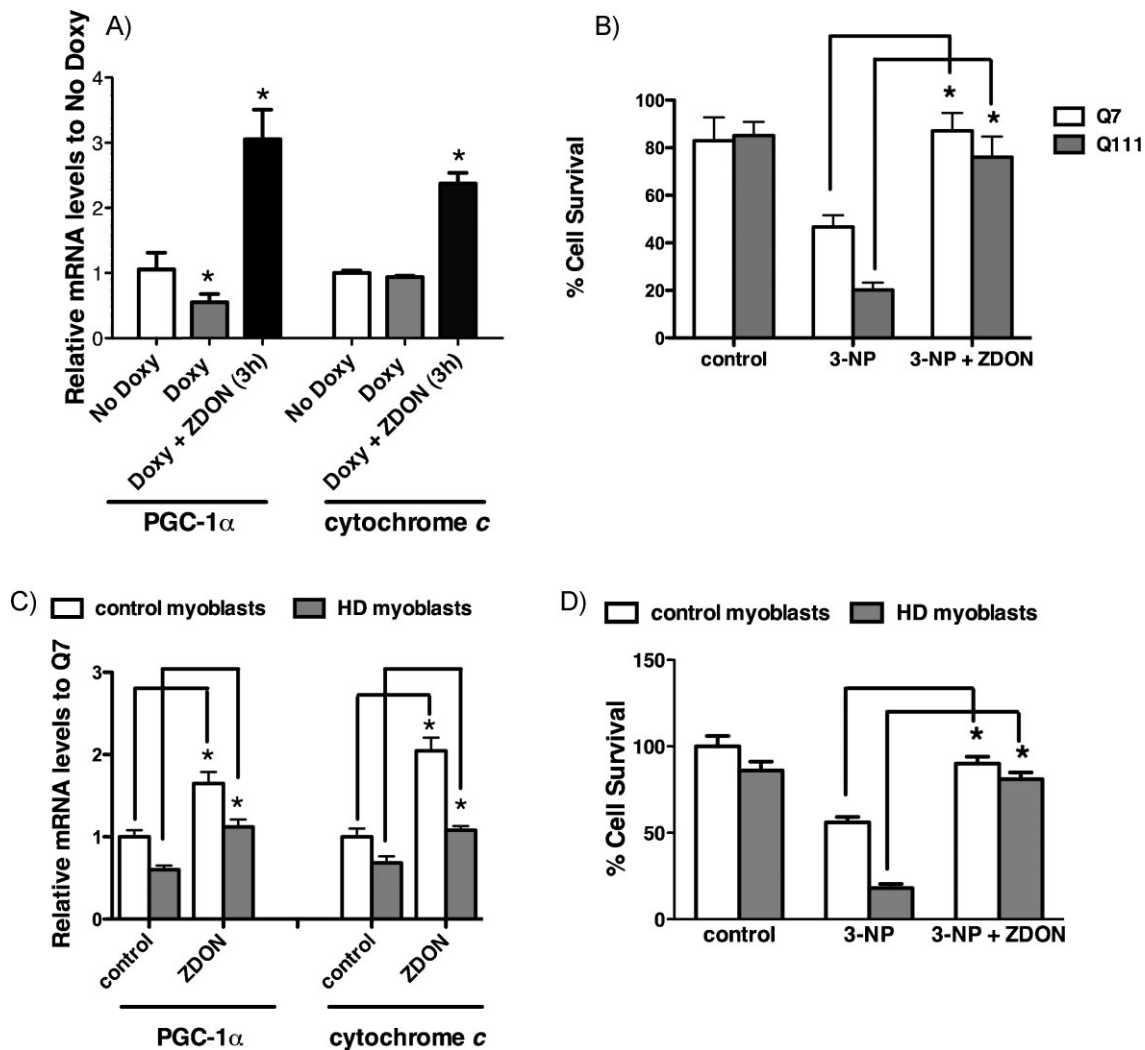 A)
Relative mRNA levels to No Doxy
4
3
2
1
0
*
*
*
No Doxy
Doxy
Doxy + ZDON (3h)
No Doxy
Doxy
Doxy + ZDON (3h)
PGC-1α
cytochrome c
B)
% Cell Survival
100
80
60
40
20
0
*
*
control
3-NP
3-NP + ZDON
Q7
Q111
C)
control myoblasts
HD myoblasts
Relative mRNA levels to Q7
3
2
1
0
*
*
*
*
control
ZDON
control
ZDON
PGC-1α
cytochrome c
D)
control myoblasts
HD myoblasts
% Cell Survival
150
100
50
0
*
*
control
3-NP
3-NP + ZDON